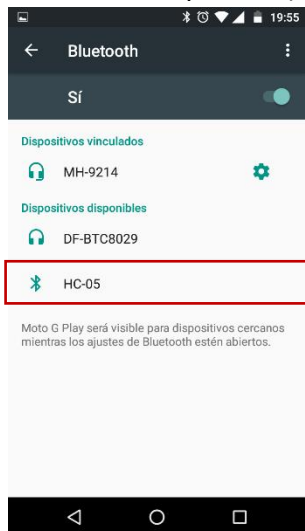 19:55
Bluetooth
Sí
Dispositivos vinculados
MH-9214
Dispositivos disponibles
DF-BTC8029
HC-05
Moto G Play será visible para dispositivos cercanos
mientras los ajustes de Bluetooth estén abiertos.